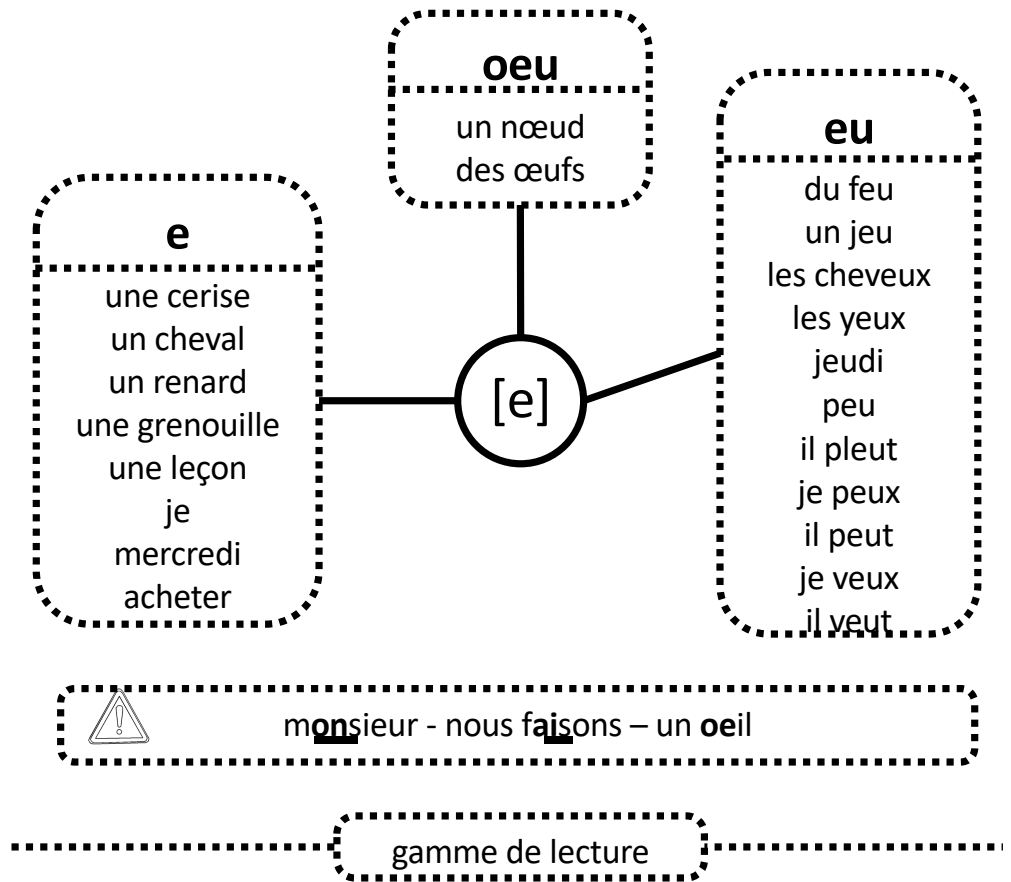 oeu
un nœud
des œufs
eu
du feu
un jeu
les cheveux
les yeux
jeudi
peu
il pleut
je peux
il peut
je veux
il veut
e
une cerise
un cheval
un renard
une grenouille
une leçon
je
mercredi
acheter
[e]
monsieur - nous faisons – un oeil
gamme de lecture